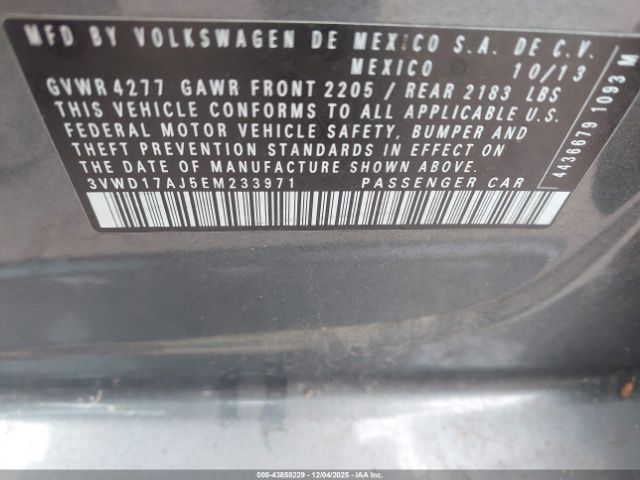 MFD BY VOLKSWAGEN DE MEXICO S.A. DE C.V.
MEXICO 10/13
GVWR 4277 GAWR FRONT 2205 / REAR 2183 LBS
THIS VEHICLE CONFORMS TO ALL APPLICABLE U.S.
FEDERAL MOTOR VEHICLE SAFETY, BUMPER AND
THEFT PREVENTION STANDARDS IN EFFECT ON
THE DATE OF MANUFACTURE SHOWN ABOVE.
3VWD17AJ5EM233971 PASSENGER CAR
4436679 1093 M
000-43858229 - 12/04/2025 - IAAI.COM